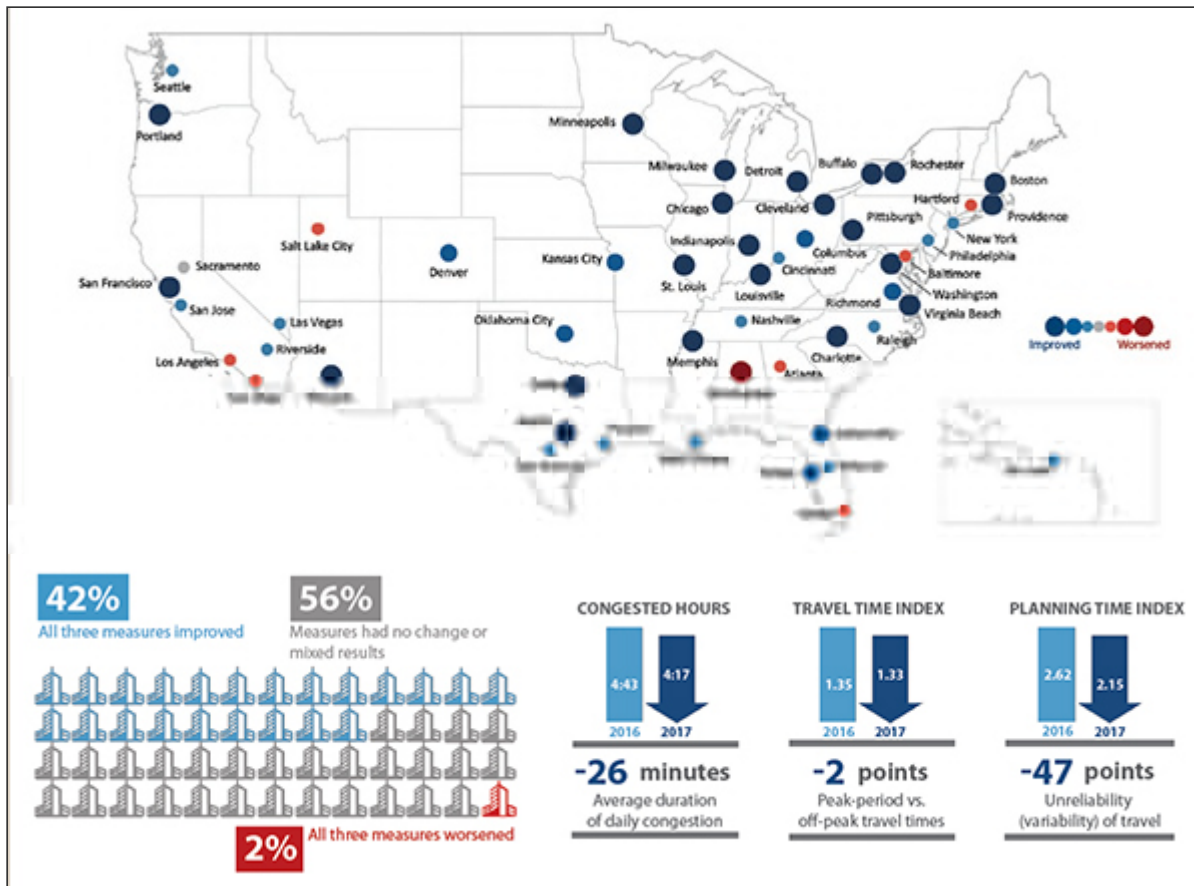 Seattle
Portland
Minneapolis
Milwaukee
Detroit
Buffalo
Rochester
Boston
Chicago
Cleveland
Pittsburgh
Hartford
Providence
New York
Philadelphia
Salt Lake City
Indianapolis
Columbus
Baltimore
Sacramento
Denver
Kansas City
Cincinnati
San Francisco
St. Louis
Louisville
Washington
San Jose
Richmond
Virginia Beach
Las Vegas
Oklahoma City
Nashville
Raleigh
Riverside
Los Angeles
Memphis
Charlotte
Atlanta
Improved
Worsened
42%
All three measures improved
56%
Measures had no change or
mixed results
2%
All three measures worsened
CONGESTED HOURS
4:43
4:17
2016
2017
-26 minutes
Average duration
of daily congestion
TRAVEL TIME INDEX
1.35
1.33
2016
2017
-2 points
Peak-period vs.
off-peak travel times
PLANNING TIME INDEX
2.62
2.15
2016
2017
-47 points
Unreliability
(variability) of travel